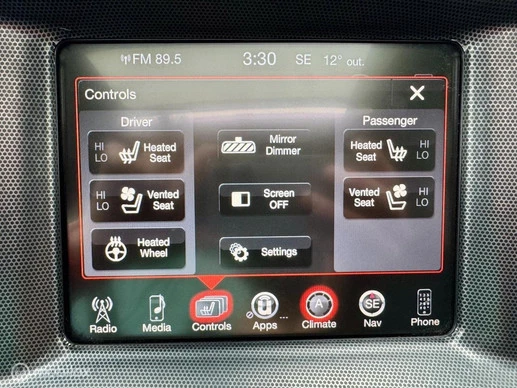 FM 89.5 3:30 SE 12° out.
Controls
Driver Passenger
HI LO Heated Seat
Mirror Dimmer
Heated Seat HI LO
HI LO Vented Seat
Screen OFF
Vented Seat HI LO
Heated Wheel
Settings
A SE
Radio Media Controls Apps Climate Nav Phone